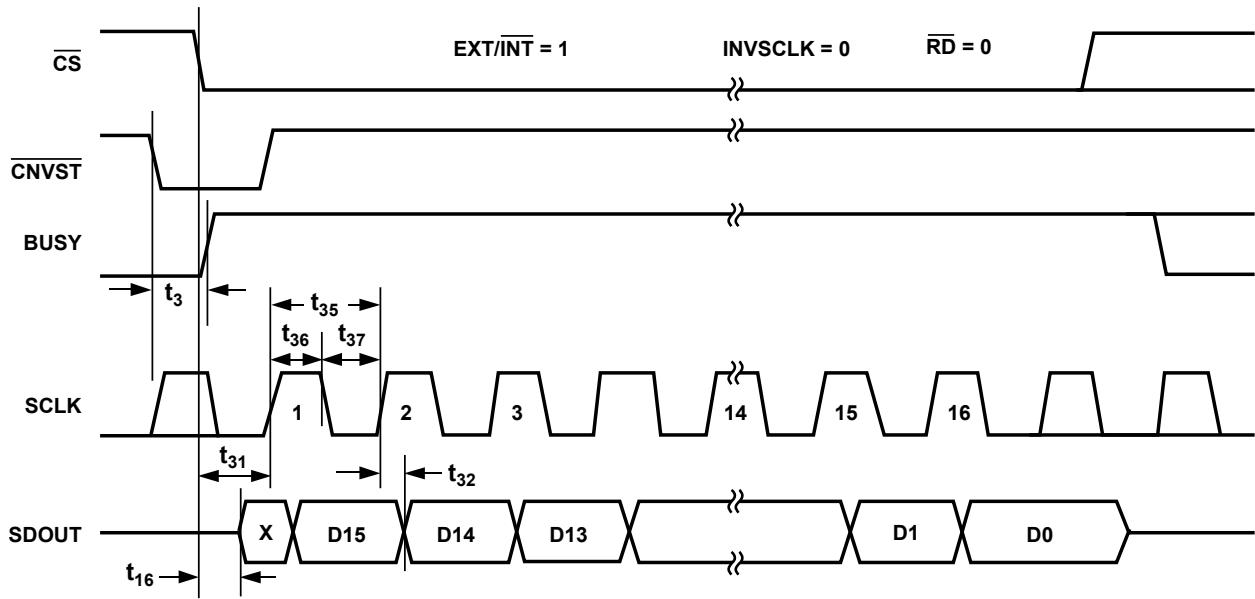 CS EXT/INT = 1 INVSCLK = 0 RD = 0
CNVST
BUSY
t3 t35
t36 t37
SCLK 1 2 3 14 15 16
t31 t32
SDOUT X D15 D14 D13 D1 D0
t16